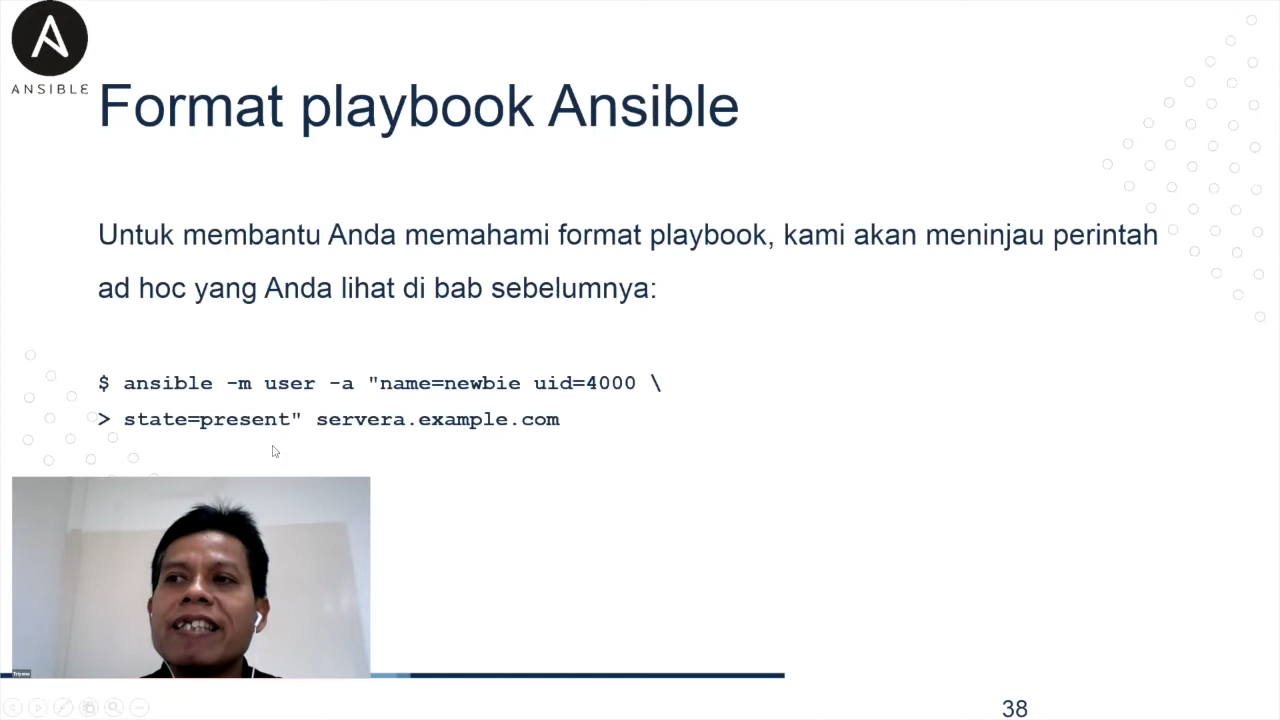 ANSIBLE
Format playbook Ansible
Untuk membantu Anda memahami format playbook, kami akan meninjau perintah
ad hoc yang Anda lihat di bab sebelumnya:
$ ansible -m user -a "name=newbie uid=4000 \
> state=present" servera.example.com
Triyono
38